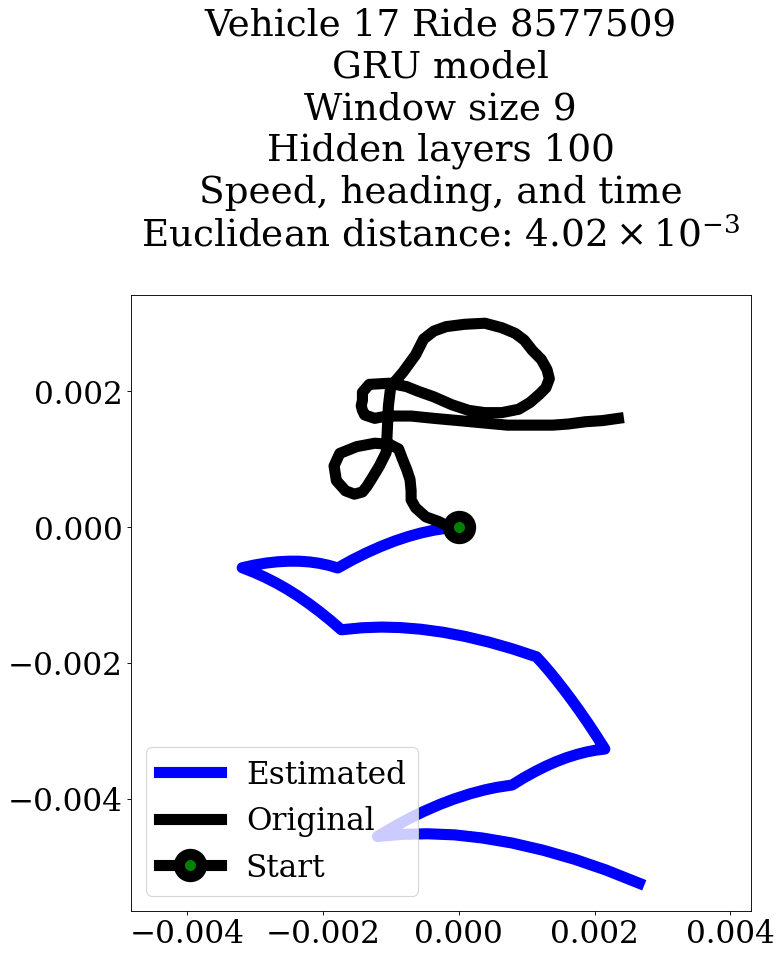 Vehicle 17 Ride 8577509
GRU model
Window size 9
Hidden layers 100
Speed, heading, and time
Euclidean distance: 4.02 × 10⁻³
0.002
0.000
−0.002
−0.004
Estimated
Original
Start
−0.004 −0.002 0.000 0.002 0.004